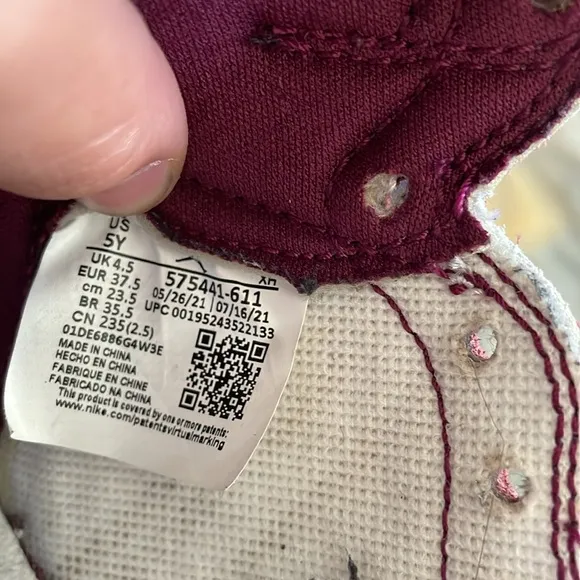 US
5Y
UK 4.5
EUR 37.5
cm 23.5
BR 35.5
CN 235(2.5)
575441-611 XH
05/26/21 07/16/21
UPC 00195243522133
01DE6886G4W3E
MADE IN CHINA
HECHO EN CHINA
FABRIQUE EN CHINE
FABRICADO NA CHINA
This product is covered by one or more patents:
www.nike.com/patentsvirtualmarking